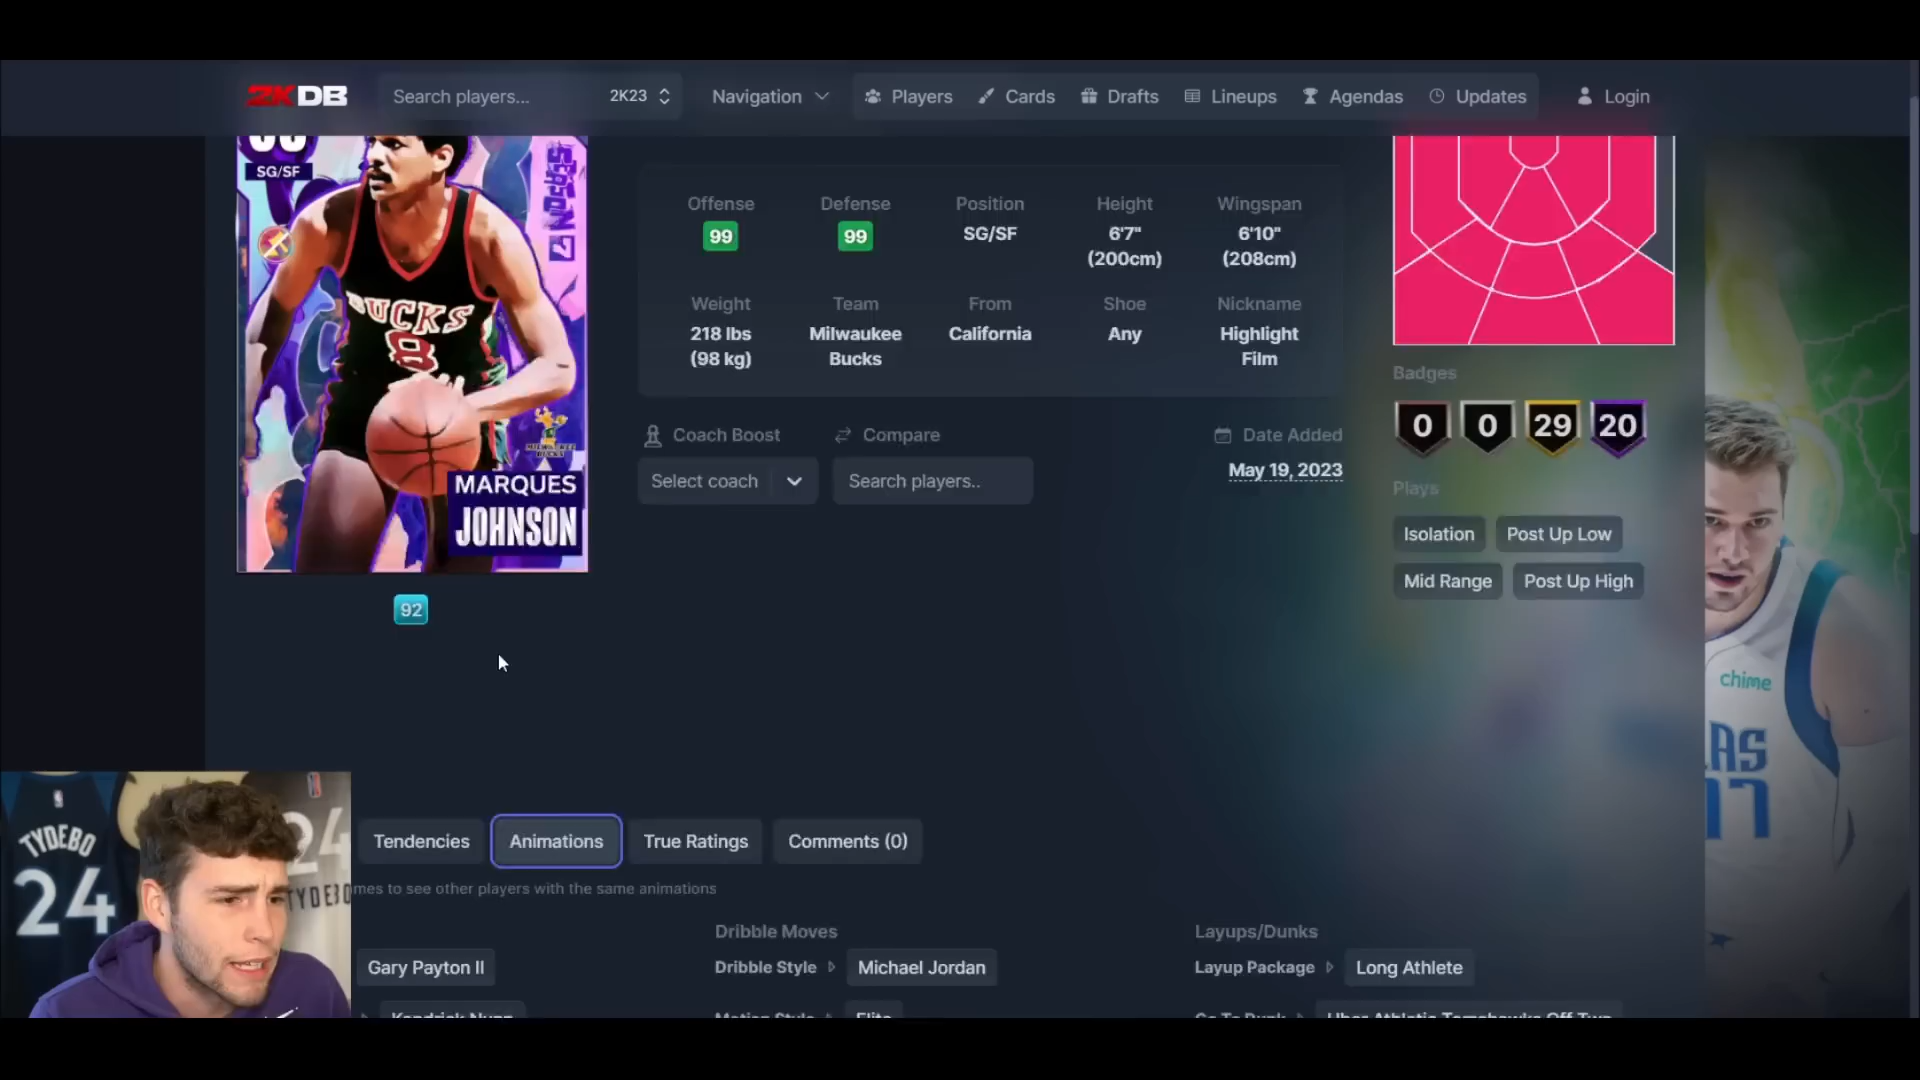 2KDB
Search players...
2K23
Navigation
Players
Cards
Drafts
Lineups
Agendas
Updates
Login
SG/SF
BUCKS
8
MARQUES
JOHNSON
92
Offense
99
Defense
99
Position
SG/SF
Height
6'7"
(200cm)
Wingspan
6'10"
(208cm)
Weight
218 lbs
(98 kg)
Team
Milwaukee
Bucks
From
California
Shoe
Any
Nickname
Highlight
Film
Coach Boost
Select coach
Compare
Search players..
Date Added
May 19, 2023
Badges
0
0
29
20
Plays
Isolation
Post Up Low
Mid Range
Post Up High
chime
17
TYDEBO
24
24
TYDEBO
Tendencies
Animations
True Ratings
Comments (0)
mes to see other players with the same animations
Gary Payton II
Dribble Moves
Dribble Style
Michael Jordan
Layups/Dunks
Layup Package
Long Athlete